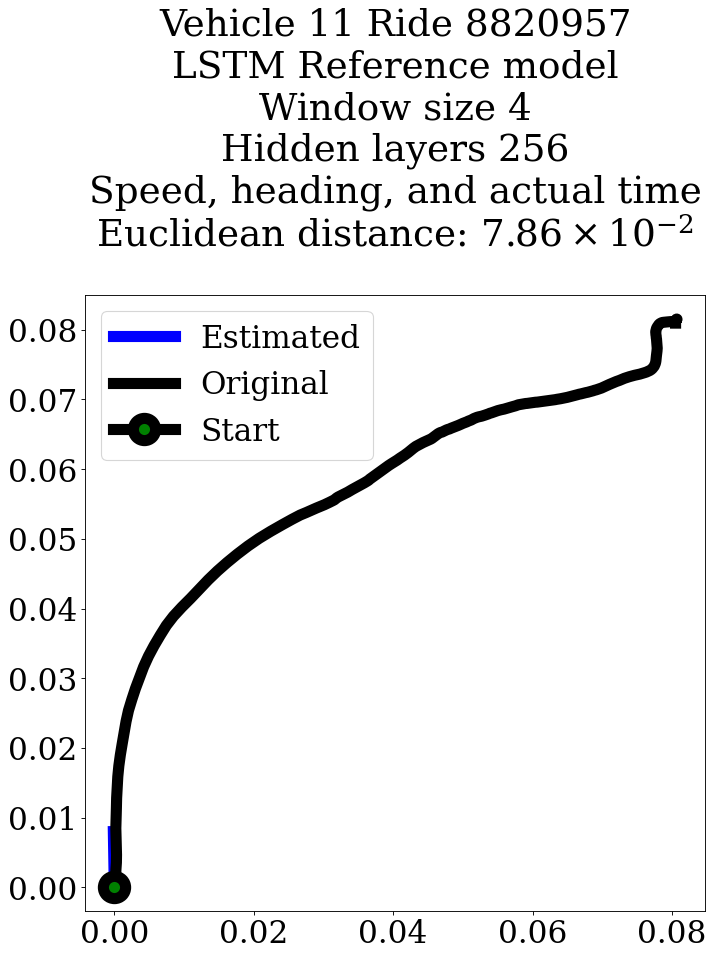 Vehicle 11 Ride 8820957
LSTM Reference model
Window size 4
Hidden layers 256
Speed, heading, and actual time
Euclidean distance: 7.86 × 10⁻²
Estimated
Original
Start
0.08
0.07
0.06
0.05
0.04
0.03
0.02
0.01
0.00
0.00 0.02 0.04 0.06 0.08